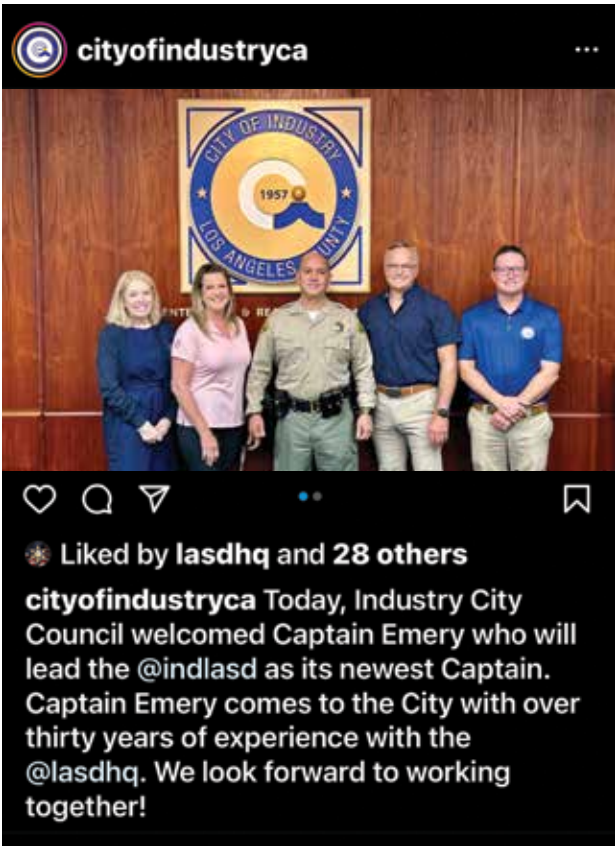 cityofindustryca
CITY OF INDUSTRY
1957
LOS ANGELES COUNTY
Liked by lasdhq and 28 others
cityofindustryca Today, Industry City
Council welcomed Captain Emery who will
lead the @indlasd as its newest Captain.
Captain Emery comes to the City with over
thirty years of experience with the
@lasdhq. We look forward to working
together!